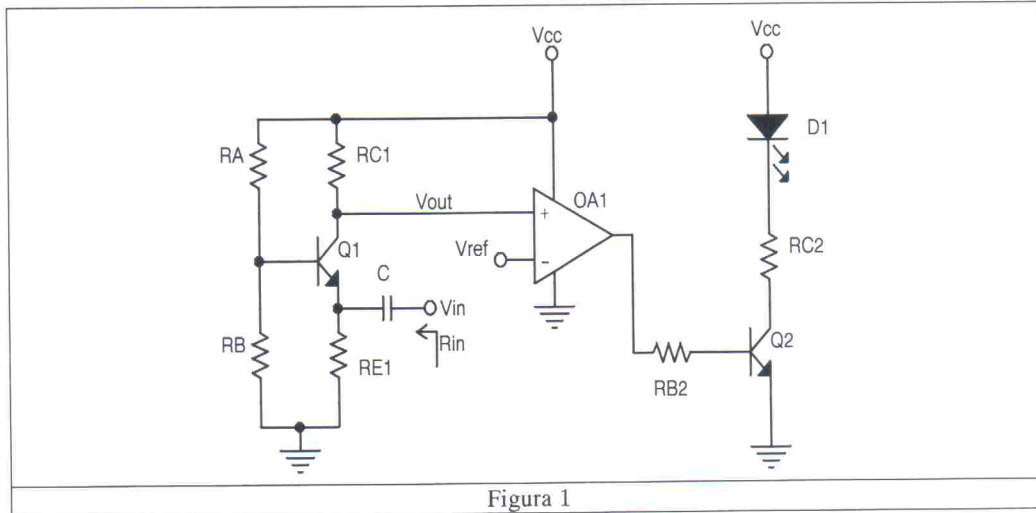 Vcc
Vcc
D1
RA
RC1
Vout
OA1
+
Vref
-
Q1
C
Vin
Rin
RC2
RB
RE1
Q2
RB2
Figura 1